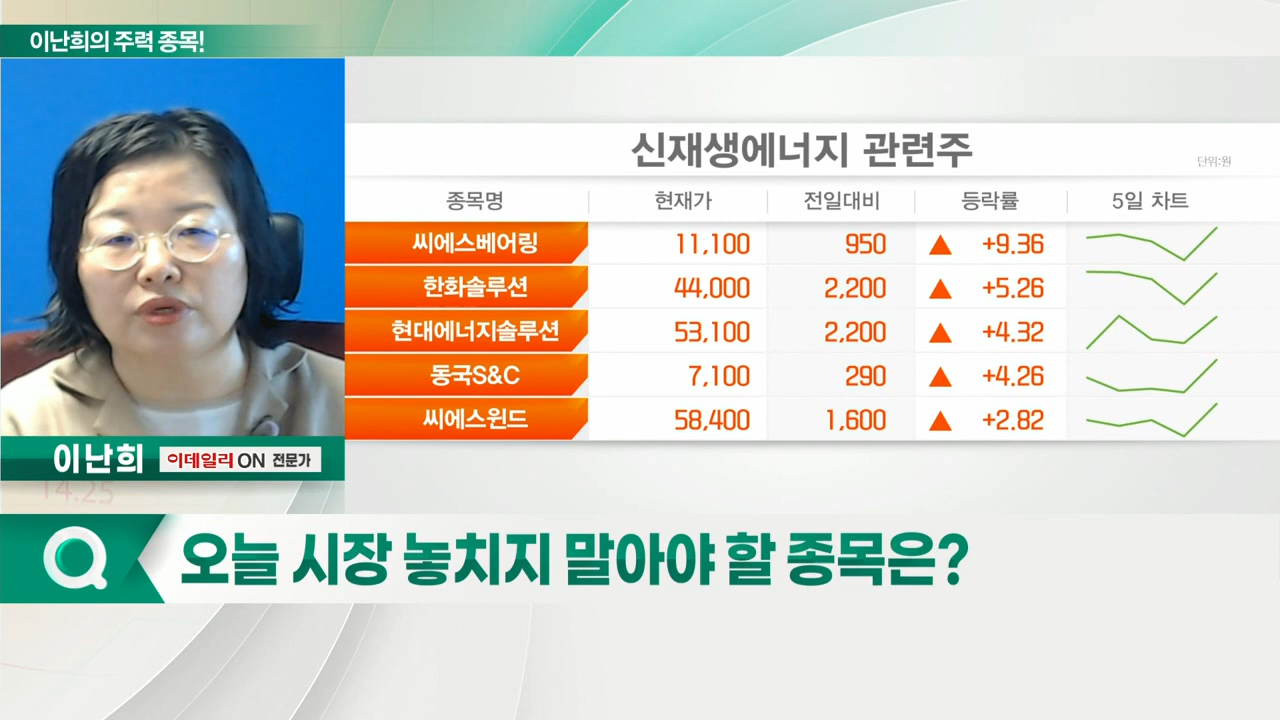 이난희의 주력 종목!
신재생에너지 관련주
단위:원
종목명 현재가 전일대비 등락률 5일 차트
씨에스베어링 11,100 950 ▲ +9.36
한화솔루션 44,000 2,200 ▲ +5.26
현대에너지솔루션 53,100 2,200 ▲ +4.32
동국S&C 7,100 290 ▲ +4.26
씨에스윈드 58,400 1,600 ▲ +2.82
이난희 이데일리 ON 전문가
14.25
Q 오늘 시장 놓치지 말아야 할 종목은?